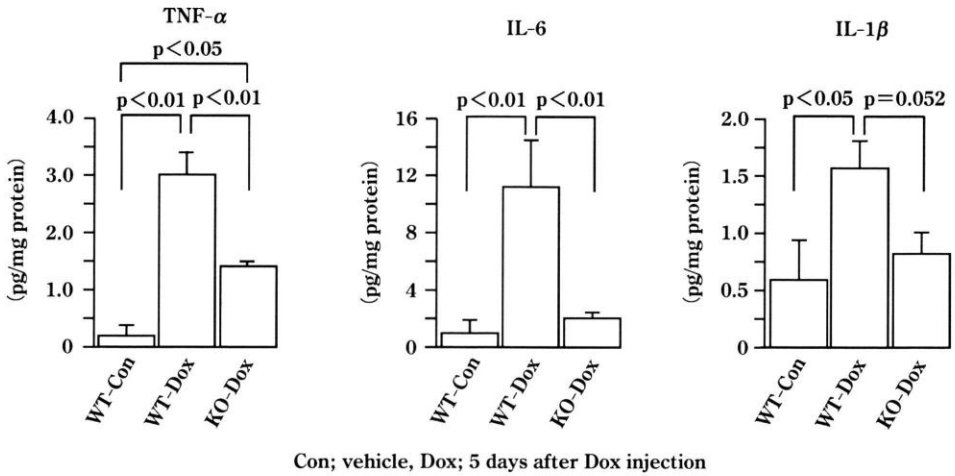 TNF-α
p<0.05
p<0.01 p<0.01
4.0
3.0
2.0
1.0
0
(pg/mg protein)
WT-Con
WT-Dox
KO-Dox
IL-6
p<0.01 p<0.01
16
12
8
4
0
(pg/mg protein)
WT-Con
WT-Dox
KO-Dox
IL-1β
p<0.05 p=0.052
2.0
1.5
1.0
0.5
0
(pg/mg protein)
WT-Con
WT-Dox
KO-Dox
Con; vehicle, Dox; 5 days after Dox injection